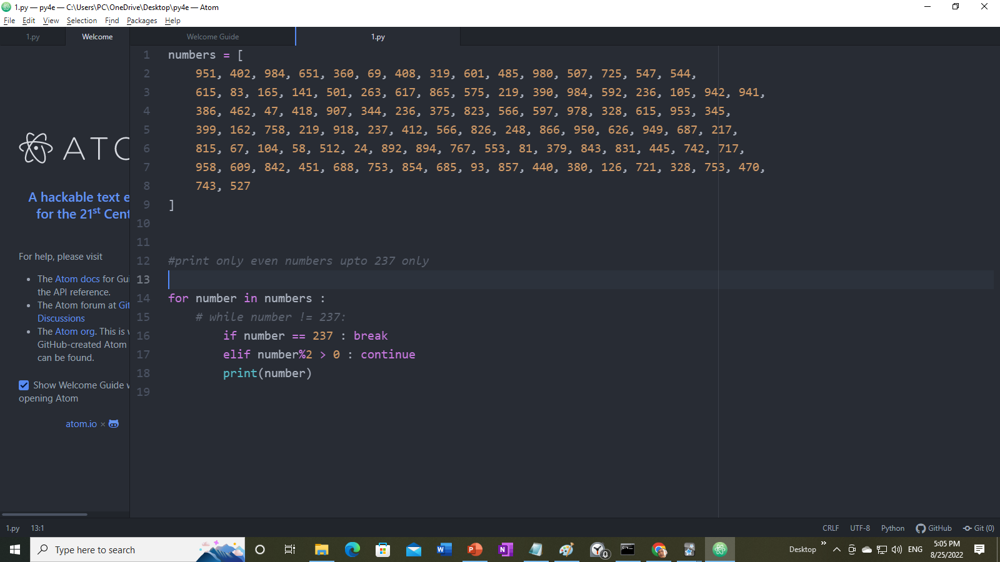 1.py — py4e — C:\Users\PC\OneDrive\Desktop\py4e — Atom
File Edit View Selection Find Packages Help
1.py Welcome Welcome Guide 1.py
ATO
A hackable text e
for the 21st Cent
For help, please visit
The Atom docs for Gui
the API reference.
The Atom forum at Git
Discussions
The Atom org. This is w
GitHub-created Atom
can be found.
Show Welcome Guide w
opening Atom
atom.io ×
1 numbers = [
2 951, 402, 984, 651, 360, 69, 408, 319, 601, 485, 980, 507, 725, 547, 544,
3 615, 83, 165, 141, 501, 263, 617, 865, 575, 219, 390, 984, 592, 236, 105, 942, 941,
4 386, 462, 47, 418, 907, 344, 236, 375, 823, 566, 597, 978, 328, 615, 953, 345,
5 399, 162, 758, 219, 918, 237, 412, 566, 826, 248, 866, 950, 626, 949, 687, 217,
6 815, 67, 104, 58, 512, 24, 892, 894, 767, 553, 81, 379, 843, 831, 445, 742, 717,
7 958, 609, 842, 451, 688, 753, 854, 685, 93, 857, 440, 380, 126, 721, 328, 753, 470,
8 743, 527
9 ]
10
11
12 #print only even numbers upto 237 only
13
14 for number in numbers :
15 # while number != 237:
16 if number == 237 : break
17 elif number%2 > 0 : continue
18 print(number)
19
1.py 13:1 CRLF UTF-8 Python GitHub Git (0)
Type here to search
Desktop » ENG 5:05 PM
8/25/2022